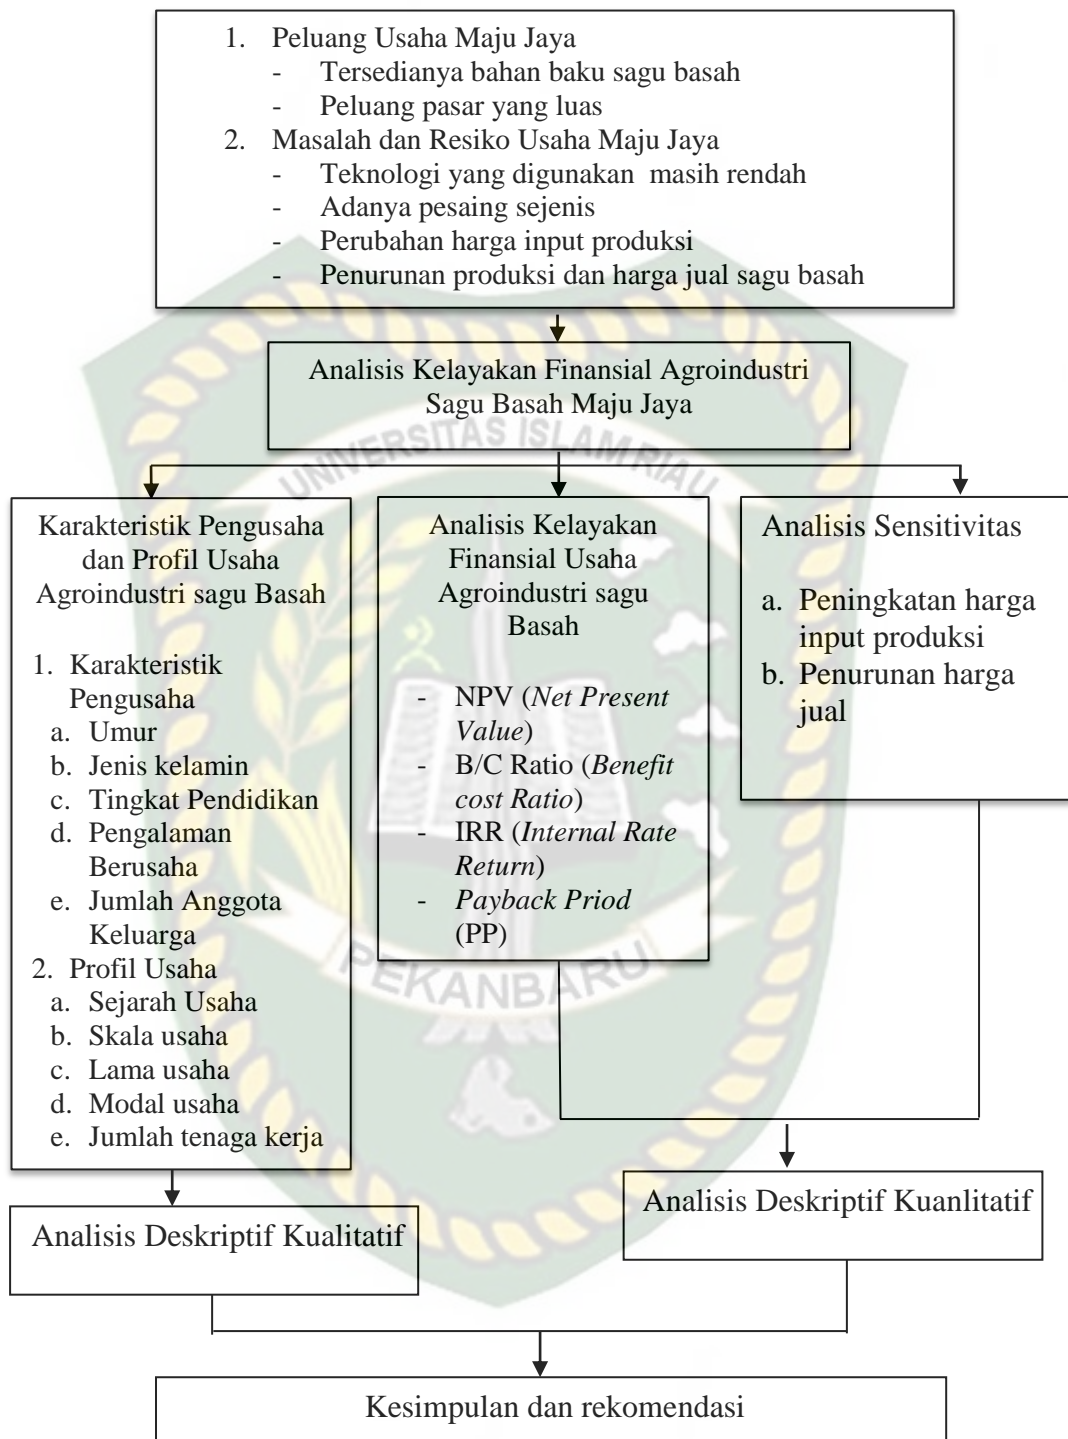 1. Peluang Usaha Maju Jaya
- Tersedianya bahan baku sagu basah
- Peluang pasar yang luas
2. Masalah dan Resiko Usaha Maju Jaya
- Teknologi yang digunakan masih rendah
- Adanya pesaing sejenis
- Perubahan harga input produksi
- Penurunan produksi dan harga jual sagu basah
Analisis Kelayakan Finansial Agroindustri
Sagu Basah Maju Jaya
UNIVERSITAS ISLAM RIAU
Karakteristik Pengusaha
dan Profil Usaha
Agroindustri sagu Basah
1. Karakteristik
Pengusaha
a. Umur
b. Jenis kelamin
c. Tingkat Pendidikan
d. Pengalaman
Berusaha
e. Jumlah Anggota
Keluarga
2. Profil Usaha
a. Sejarah Usaha
b. Skala usaha
c. Lama usaha
d. Modal usaha
e. Jumlah tenaga kerja
Analisis Kelayakan
Finansial Usaha
Agroindustri sagu
Basah
- NPV (Net Present
Value)
- B/C Ratio (Benefit
cost Ratio)
- IRR (Internal Rate
Return)
- Payback Priod
(PP)
Analisis Sensitivitas
a. Peningkatan harga
input produksi
b. Penurunan harga
jual
PEKANBARU
Analisis Deskriptif Kualitatif
Analisis Deskriptif Kuanlitatif
Kesimpulan dan rekomendasi